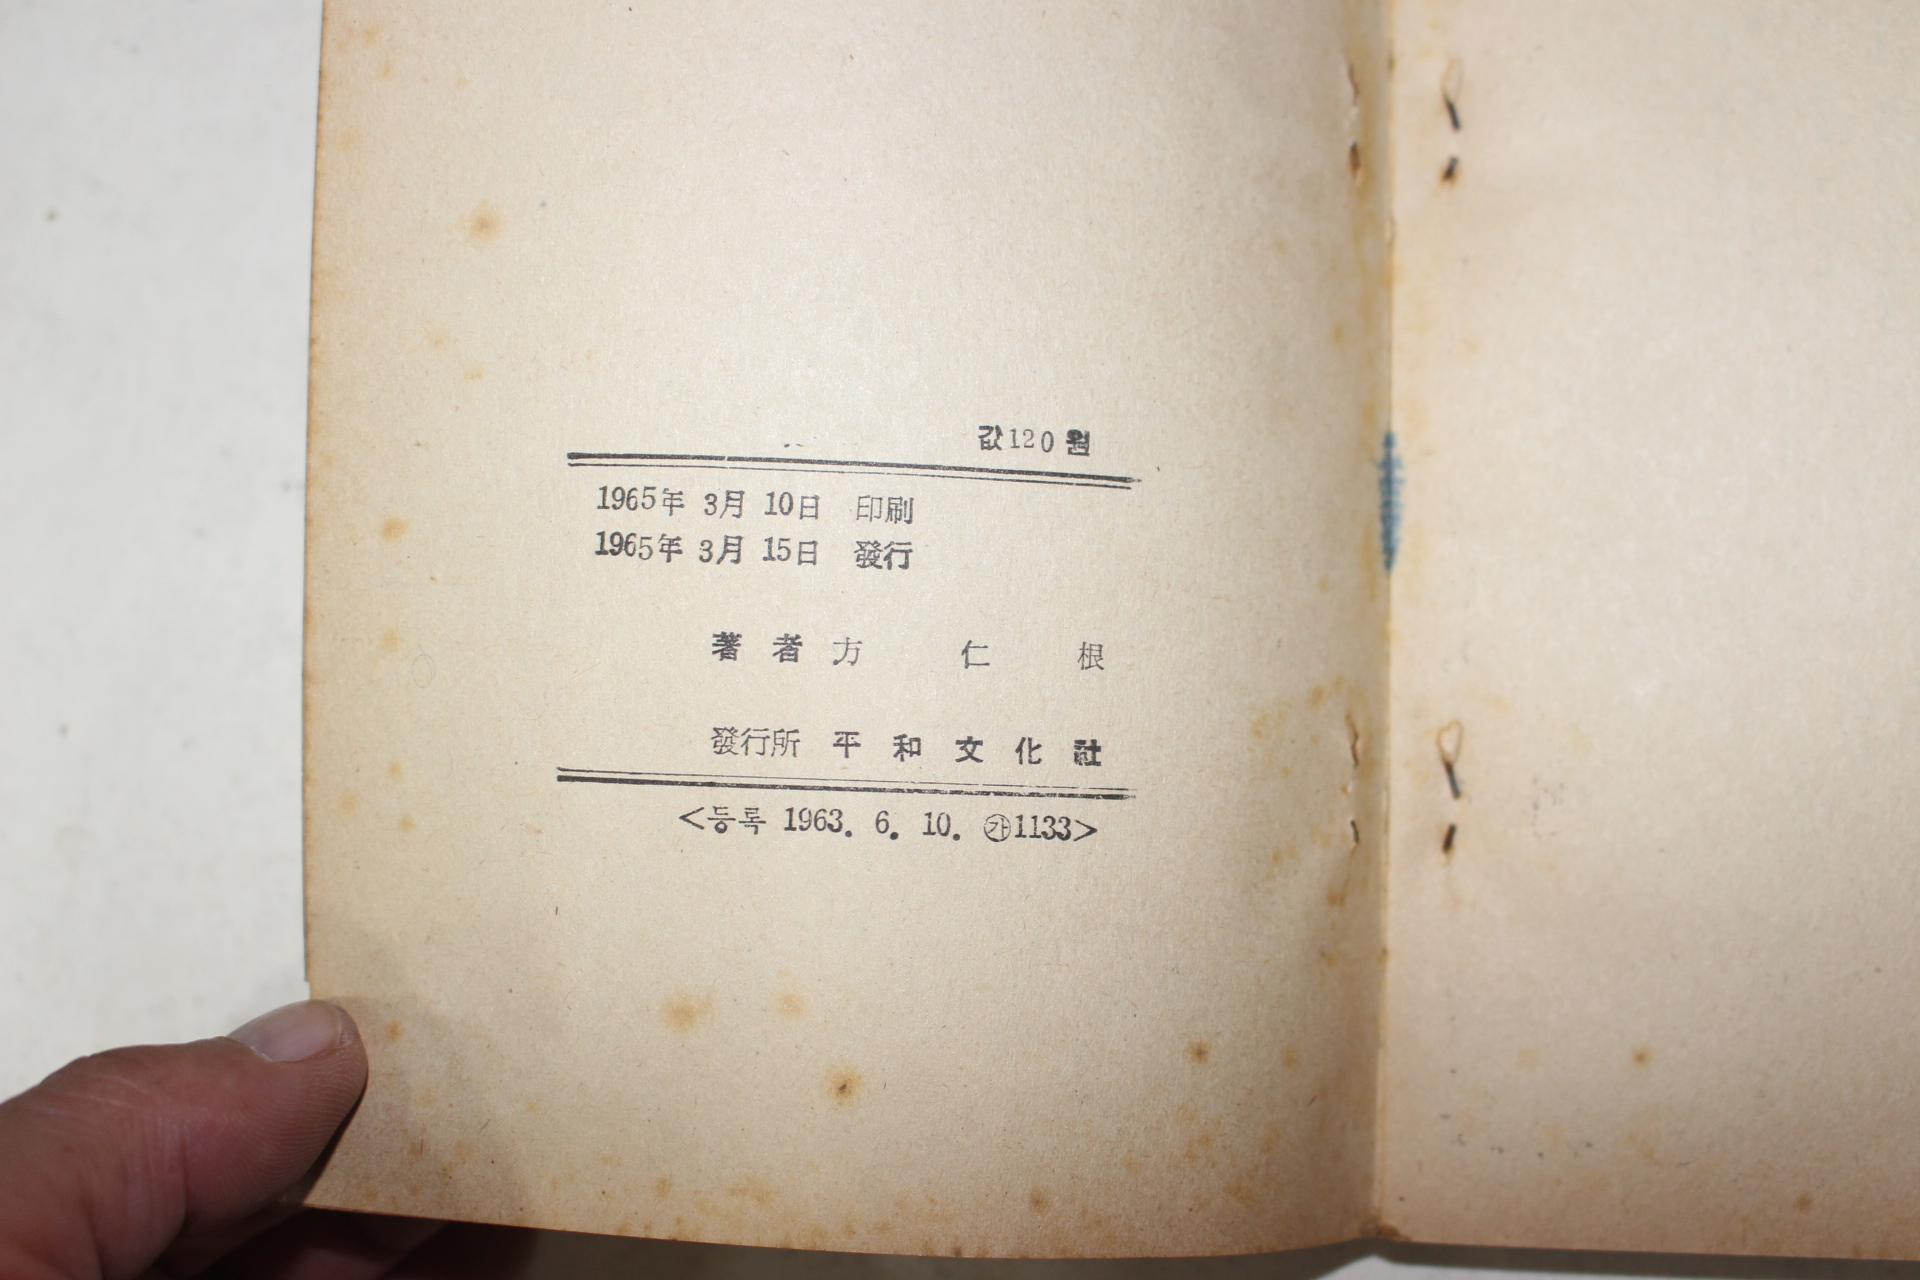 값120원
1965年 3月 10日 印刷
1965年 3月 15日 發行
著者 方仁根
發行所 平和文化社
<등록 1963. 6. 10. ㉮1133>